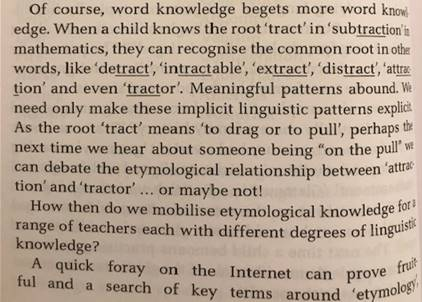 Of course, word knowledge begets more word knowl-
edge. When a child knows the root 'tract' in 'subtraction' in
mathematics, they can recognise the common root in other
words, like 'detract', 'intractable', 'extract', 'distract', 'attrac-
tion' and even 'tractor'. Meaningful patterns abound. We
need only make these implicit linguistic patterns explicit.
As the root 'tract' means 'to drag or to pull', perhaps the
next time we hear about someone being "on the pull" we
can debate the etymological relationship between 'attrac-
tion' and 'tractor' … or maybe not!
How then do we mobilise etymological knowledge for a
range of teachers each with different degrees of linguistic
knowledge?
A quick foray on the Internet can prove fruit-
ful and a search of key terms around 'etymology',